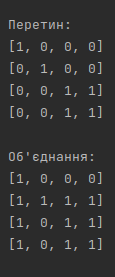 Перетин:
[1, 0, 0, 0]
[0, 1, 0, 0]
[0, 0, 1, 1]
[0, 0, 1, 1]
Об'єднання:
[1, 0, 0, 0]
[1, 1, 1, 1]
[1, 0, 1, 1]
[1, 0, 1, 1]